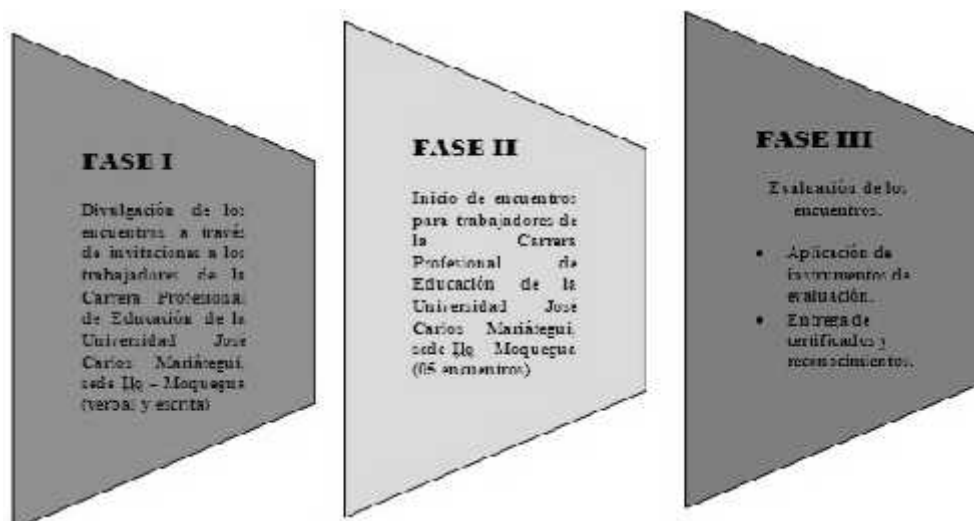 FASE I
Divulgación de los
encuentros a través
de invitaciones a los
trabajadores de la
Carrera Profesional
de Educación de la
Universidad José
Carlos Mariátegui,
sede Ilo – Moquegua
(verbal y escrita)
FASE II
Inicio de encuentros
para trabajadores de
la Carrera
Profesional de
Educación de la
Universidad José
Carlos Mariátegui,
sede Ilo Moquegua
(05 encuentros)
FASE III
Evaluación de los
encuentros.
• Aplicación de
instrumentos de
evaluación.
• Entrega de
certificados y
reconocimientos.